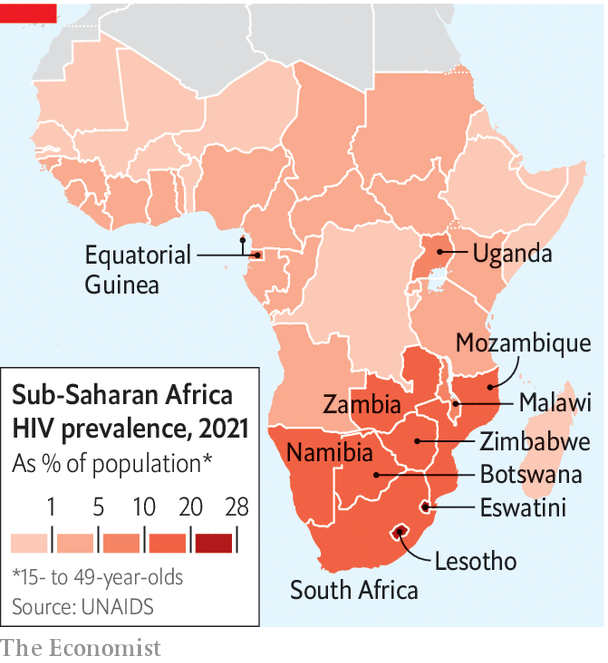 Equatorial
Guinea
Uganda
Mozambique
Zambia
Malawi
Namibia
Zimbabwe
Botswana
Eswatini
Lesotho
South Africa
Sub-Saharan Africa
HIV prevalence, 2021
As % of population*
1 5 10 20 28
*15- to 49-year-olds
Source: UNAIDS
The Economist